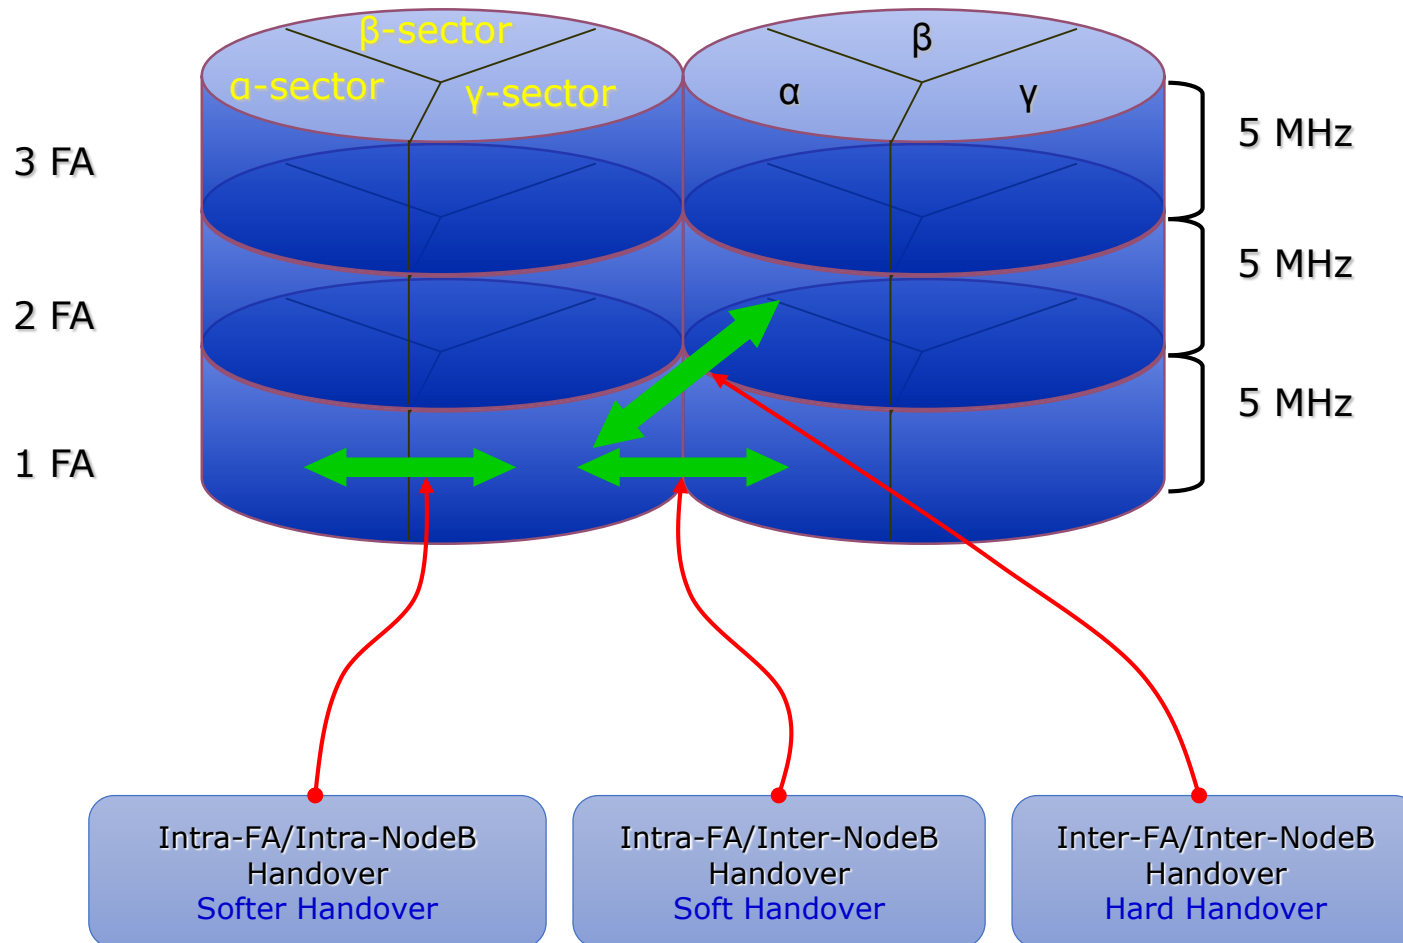 β-sector
α-sector
γ-sector
β
α
γ
3 FA
5 MHz
2 FA
5 MHz
1 FA
5 MHz
Intra-FA/Intra-NodeB
Handover
Softer Handover
Intra-FA/Inter-NodeB
Handover
Soft Handover
Inter-FA/Inter-NodeB
Handover
Hard Handover